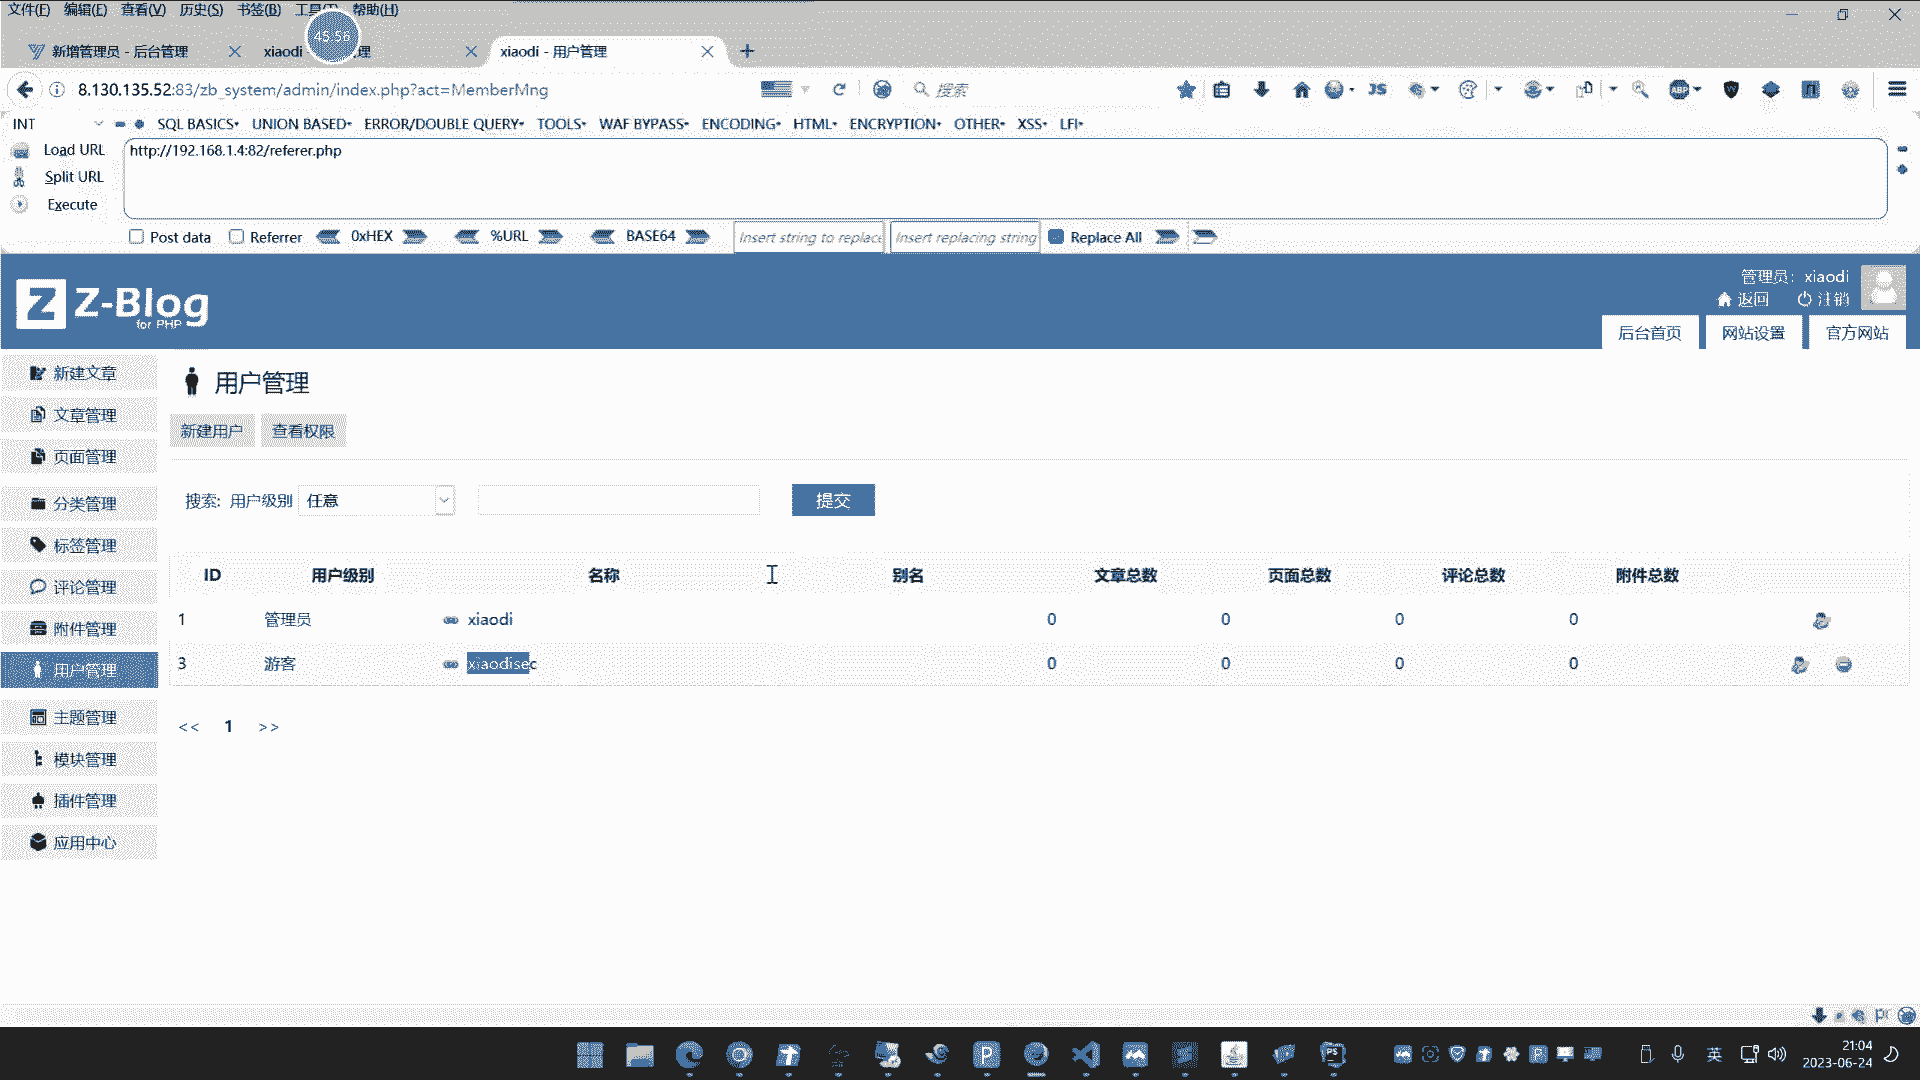 文件(F) 编辑(E) 查看(V) 历史(S) 书签(B) 工具(T) 帮助(H)
45:56
新增管理员 - 后台管理
xiaodi
理
xiaodi - 用户管理
8.130.135.52:83/zb_system/admin/index.php?act=MemberMng
搜索
JS
ABP
INT
SQL BASICS UNION BASED ERROR/DOUBLE QUERY TOOLS WAF BYPASS ENCODING HTML ENCRYPTION OTHER XSS LFI
Load URL
http://192.168.1.4:82/referer.php
Split URL
Execute
Post data Referrer 0xHEX %URL BASE64 Insert string to replace Insert replacing string Replace All
Z Z-Blog
for PHP
管理员: xiaodi
返回 注销
后台首页 网站设置 官方网站
新建文章
文章管理
页面管理
分类管理
标签管理
评论管理
附件管理
用户管理
主题管理
模块管理
插件管理
应用中心
用户管理
新建用户 查看权限
搜索: 用户级别 任意 提交
ID 用户级别 名称 别名 文章总数 页面总数 评论总数 附件总数
1 管理员 xiaodi 0 0 0 0
3 游客 xiaodisec 0 0 0 0
<< 1 >>
英
21:04
2023-06-24